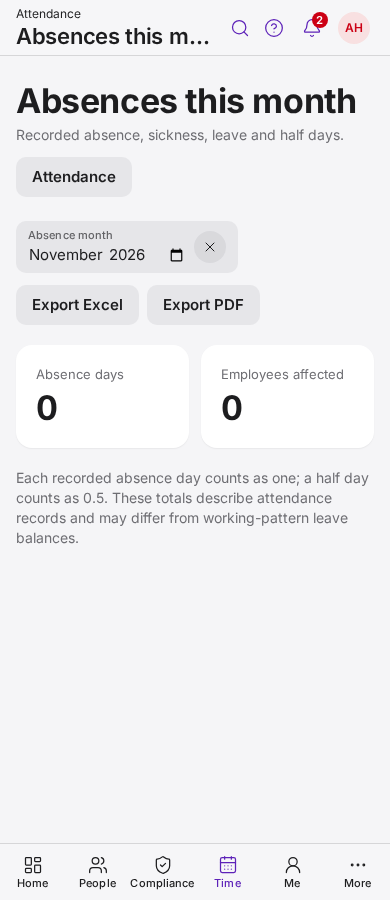 Attendance
Absences this m...
2
AH
Absences this month
Recorded absence, sickness, leave and half days.
Attendance
Absence month
November 2026
Export Excel
Export PDF
Absence days
0
Employees affected
0
Each recorded absence day counts as one; a half day
counts as 0.5. These totals describe attendance
records and may differ from working-pattern leave
balances.
Home
People
Compliance
Time
Me
More